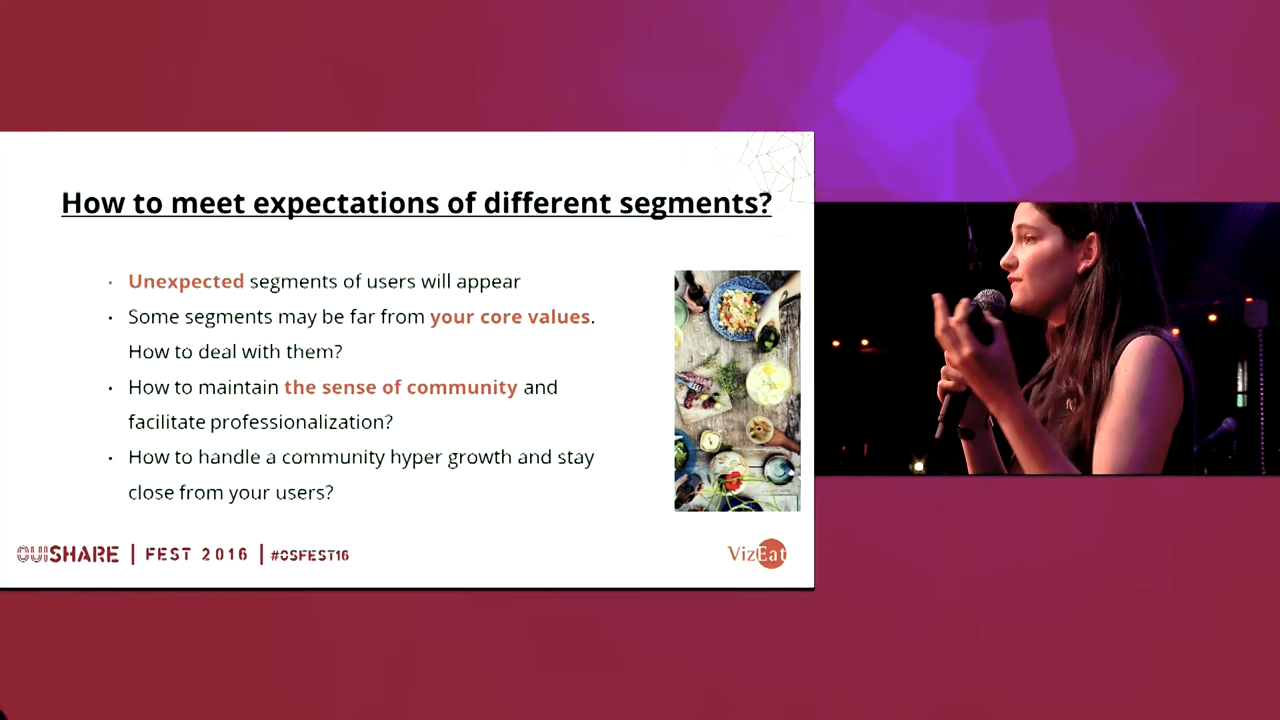 How to meet expectations of different segments?
• Unexpected segments of users will appear
• Some segments may be far from your core values.
How to deal with them?
• How to maintain the sense of community and
facilitate professionalization?
• How to handle a community hyper growth and stay
close from your users?
OUISHARE | FEST 2016 | #OSFEST16
VizEat